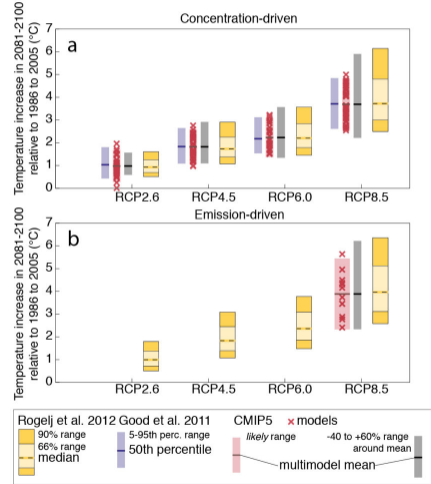 Concentration-driven
Temperature increase in 2081-2100
relative to 1986 to 2005 (°C)
7
6
5
4
3
2
1
0
a
RCP2.6 RCP4.5 RCP6.0 RCP8.5
Emission-driven
Temperature increase in 2081-2100
relative to 1986 to 2005 (°C)
7
6
5
4
3
2
1
0
b
RCP2.6 RCP4.5 RCP6.0 RCP8.5
Rogelj et al. 2012 Good et al. 2011 CMIP5 models
90% range
66% range
median
5-95th perc. range
50th percentile
likely range
-40 to +60% range
around mean
multimodel mean